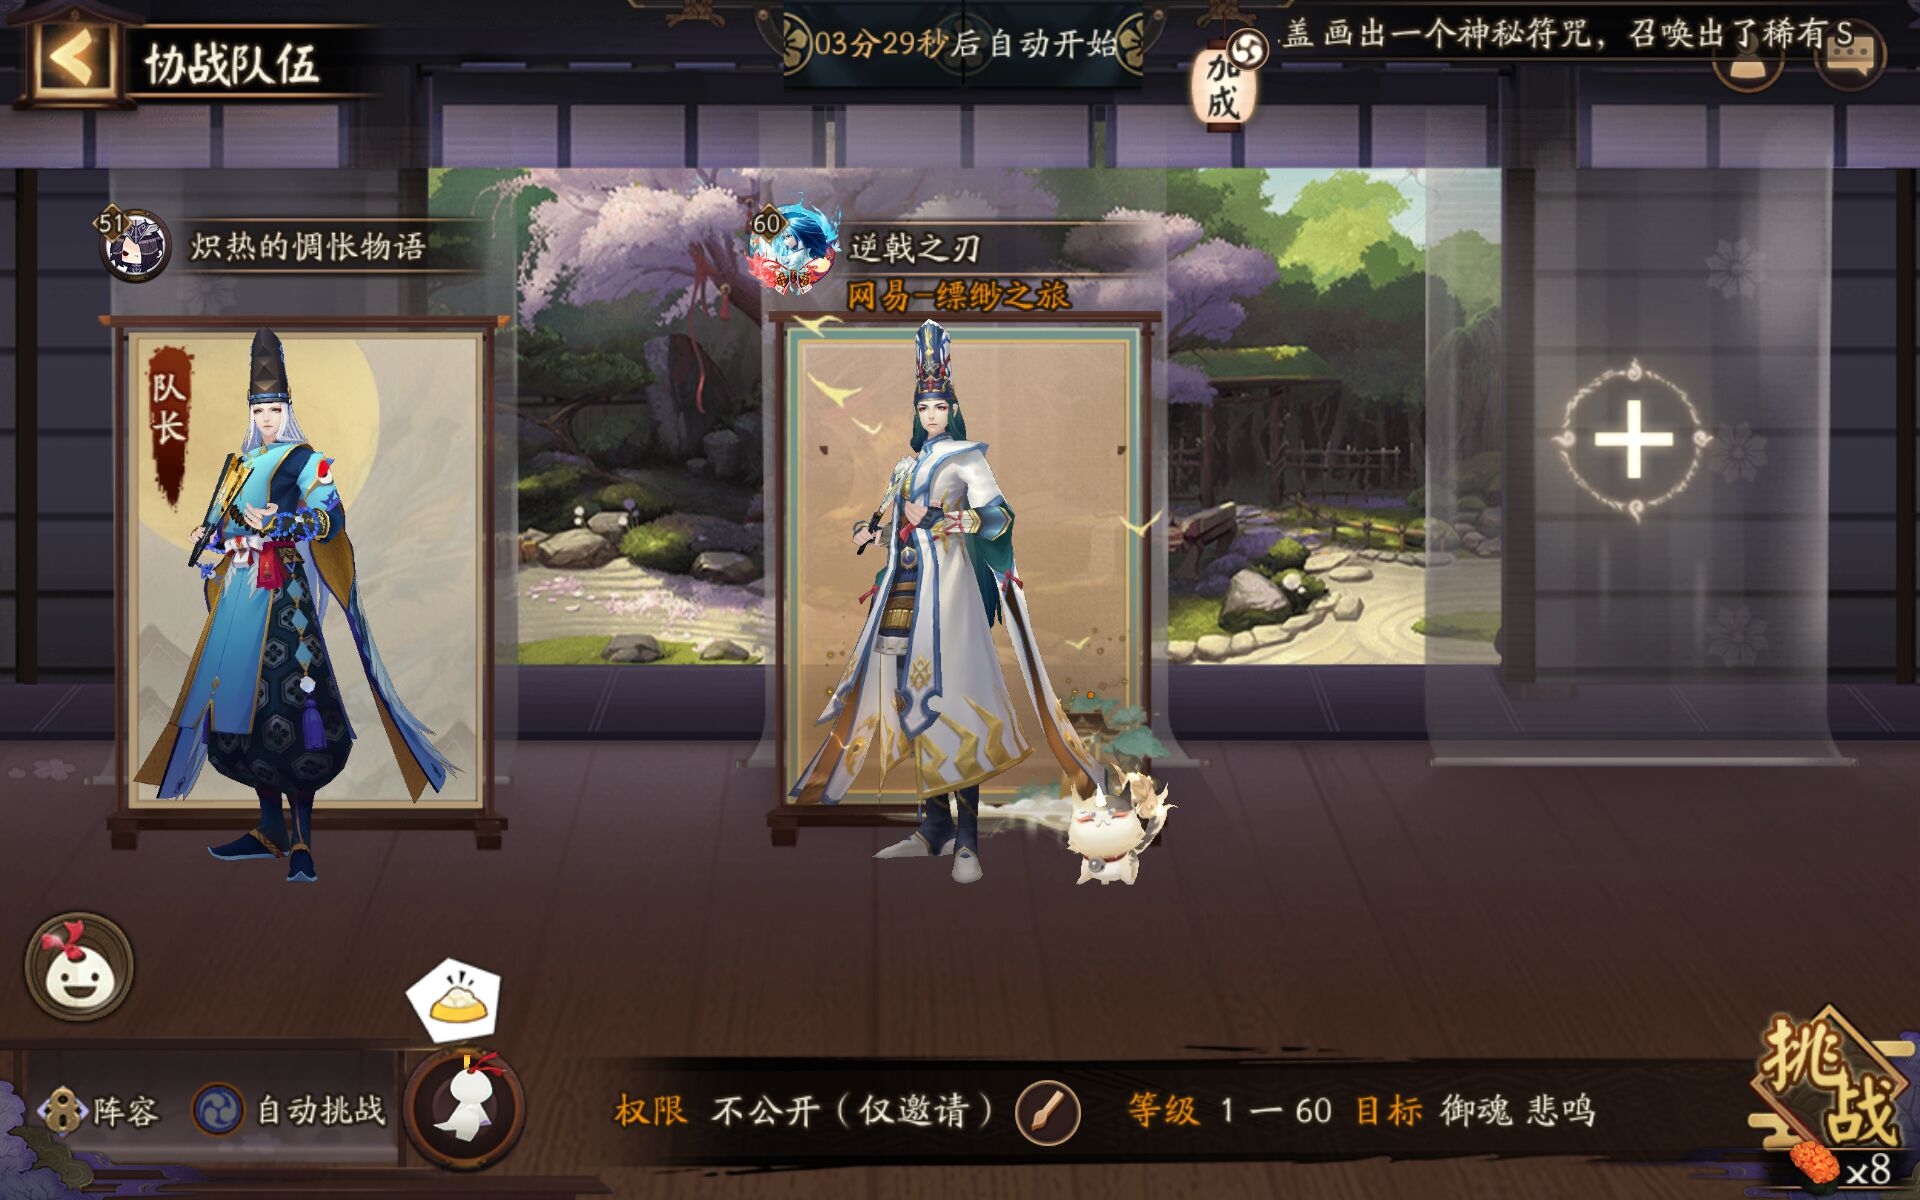 协战队伍
03分29秒后自动开始
加成
盖画出一个神秘符咒，召唤出了稀有S
51
炽热的惆怅物语
60
逆戟之刃
网易-缥缈之旅
队长
阵容
自动挑战
权限 不公开（仅邀请）
等级 1 — 60 目标 御魂 悲鸣
挑战
x8